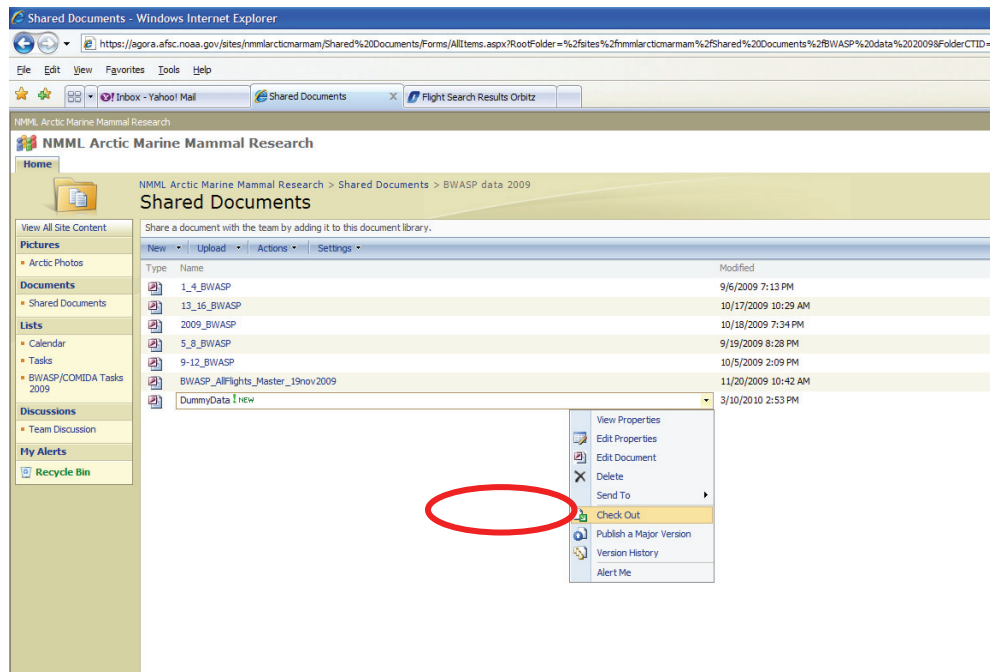 Shared Documents - Windows Internet Explorer
https://agora.afsc.noaa.gov/sites/nmmlarcticmarmam/Shared%20Documents/Forms/AllItems.aspx?RootFolder=%2fsites%2fnmmlarcticmarmam%2fShared%20Documents%2fBWASP%20data%202009&FolderCTID=
File Edit View Favorites Tools Help
Inbox - Yahoo! Mail Shared Documents X Flight Search Results Orbitz
NMML Arctic Marine Mammal Research
NMML Arctic Marine Mammal Research
Home
NMML Arctic Marine Mammal Research > Shared Documents > BWASP data 2009
Shared Documents
View All Site Content
Pictures
Arctic Photos
Documents
Shared Documents
Lists
Calendar
Tasks
BWASP/COMIDA Tasks
2009
Discussions
Team Discussion
My Alerts
Recycle Bin
Share a document with the team by adding it to this document library.
New Upload Actions Settings
Type Name Modified
1_4_BWASP 9/6/2009 7:13 PM
13_16_BWASP 10/17/2009 10:29 AM
2009_BWASP 10/18/2009 7:34 PM
5_8_BWASP 9/19/2009 8:28 PM
9-12_BWASP 10/5/2009 2:09 PM
BWASP_AllFlights_Master_19nov2009 11/20/2009 10:42 AM
DummyData ! NEW 3/10/2010 2:53 PM
View Properties
Edit Properties
Edit Document
Delete
Send To
Check Out
Publish a Major Version
Version History
Alert Me